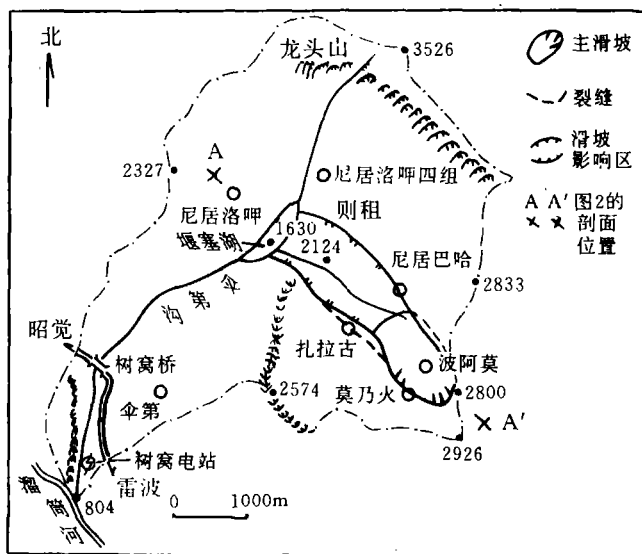 北
龙头山
3526
主滑坡
裂缝
滑坡
影响区
A A' 图2的
剖面
位置
2327
A
尼居洛呷四组
尼居洛呷
则租
1630
堰塞湖
2124
尼居巴哈
2833
沟第伞
昭觉
树窝桥
扎拉古
波阿莫
伞第
2574
莫乃火
2800
A'
2926
树窝电站
雷波
804
溜筒河
0 1000m